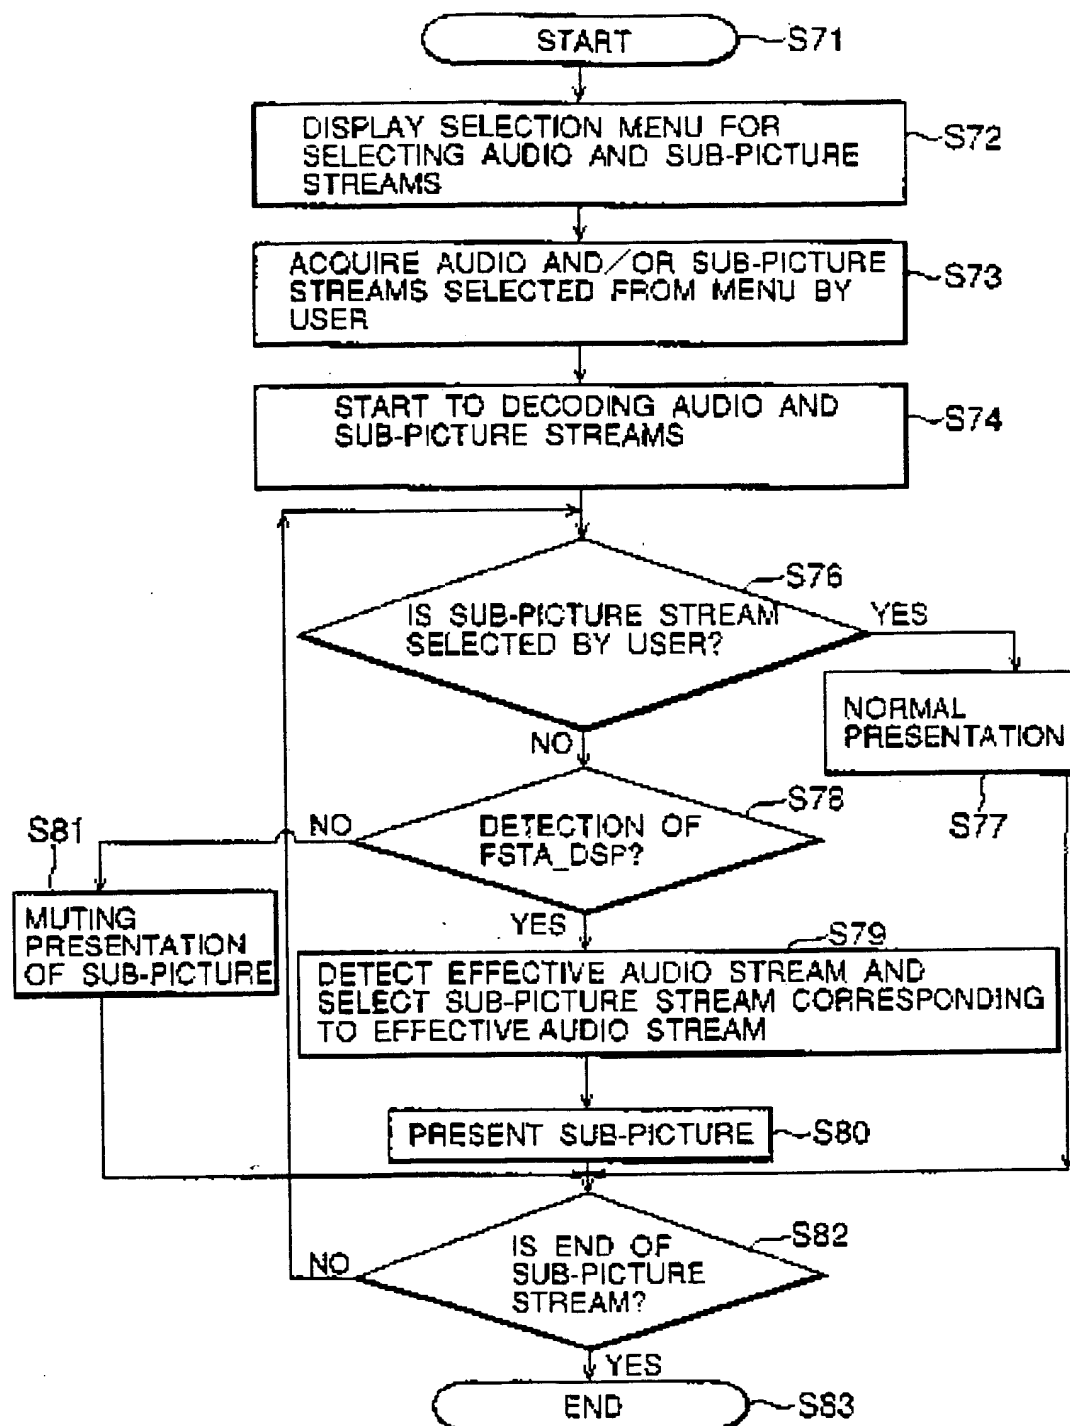 START
S71
DISPLAY SELECTION MENU FOR
SELECTING AUDIO AND SUB-PICTURE
STREAMS
S72
ACQUIRE AUDIO AND/OR SUB-PICTURE
STREAMS SELECTED FROM MENU BY
USER
S73
START TO DECODING AUDIO AND
SUB-PICTURE STREAMS
S74
S76
IS SUB-PICTURE STREAM
SELECTED BY USER?
YES
NORMAL
PRESENTATION
S77
NO
S78
DETECTION OF
FSTA_DSP?
NO
S81
MUTING
PRESENTATION
OF SUB-PICTURE
YES
S79
DETECT EFFECTIVE AUDIO STREAM AND
SELECT SUB-PICTURE STREAM CORRESPONDING
TO EFFECTIVE AUDIO STREAM
PRESENT SUB-PICTURE
S80
S82
IS END OF
SUB-PICTURE
STREAM?
NO
YES
END
S83